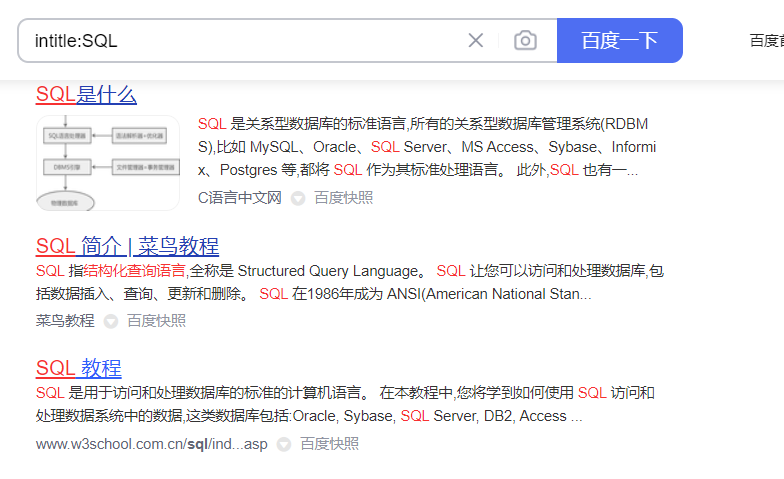 intitle:SQL
百度一下
百度首
SQL是什么
SQL语言处理器
语法解析器+优化器
DBMS引擎
文件管理器+事务管理器
物理数据库
SQL 是关系型数据库的标准语言,所有的关系型数据库管理系统(RDBM
S),比如 MySQL、Oracle、SQL Server、MS Access、Sybase、Informi
x、Postgres 等,都将 SQL 作为其标准处理语言。 此外,SQL 也有一...
C语言中文网 百度快照
SQL 简介 | 菜鸟教程
SQL 指结构化查询语言,全称是 Structured Query Language。 SQL 让您可以访问和处理数据库,包
括数据插入、查询、更新和删除。 SQL 在1986年成为 ANSI(American National Stan...
菜鸟教程 百度快照
SQL 教程
SQL 是用于访问和处理数据库的标准的计算机语言。 在本教程中,您将学到如何使用 SQL 访问和
处理数据系统中的数据,这类数据库包括:Oracle, Sybase, SQL Server, DB2, Access ...
www.w3school.com.cn/sql/ind...asp 百度快照